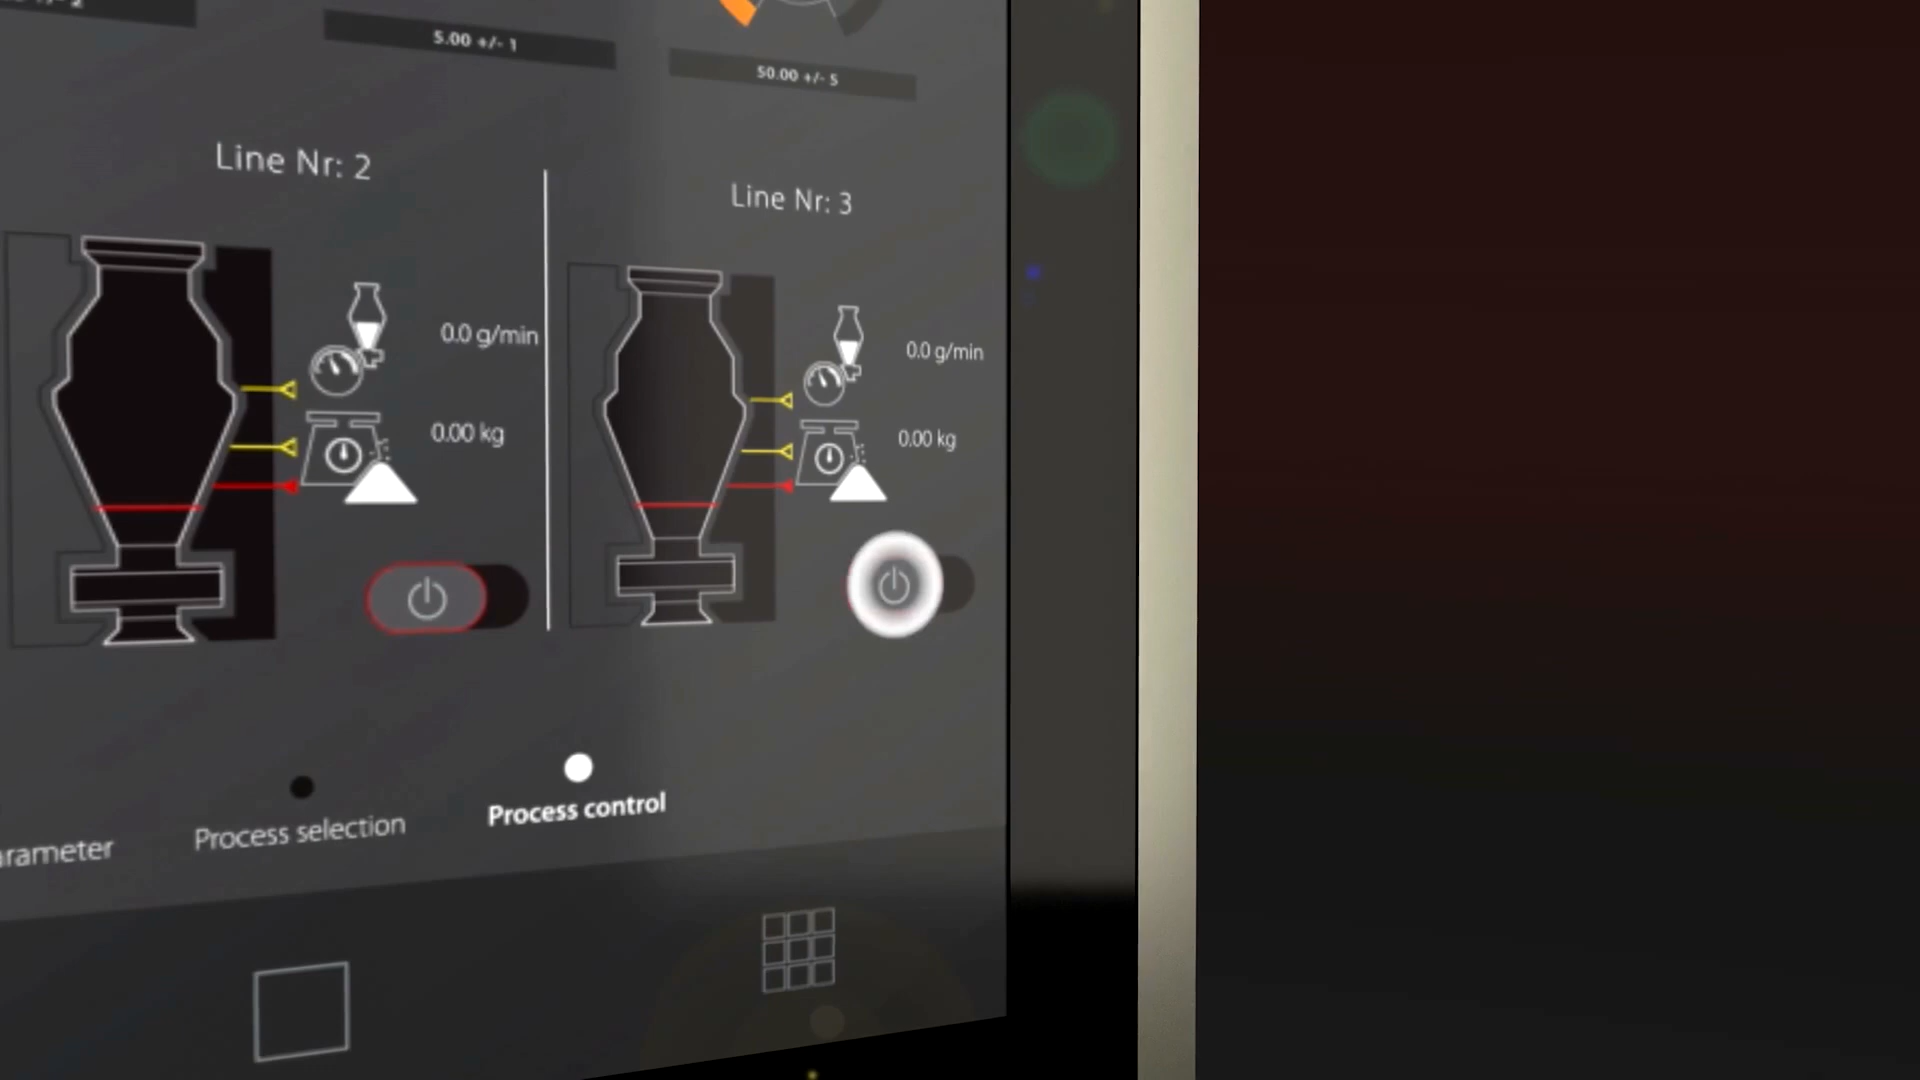 5.00 +/- 1
50.00 +/- 5
Line Nr: 2
Line Nr: 3
0.0 g/min
0.00 kg
0.0 g/min
0.00 kg
Process selection
Process control